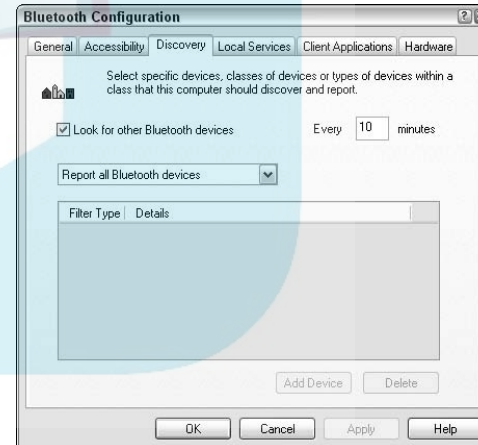 Bluetooth Configuration
General Accessibility Discovery Local Services Client Applications Hardware
Select specific devices, classes of devices or types of devices within a
class that this computer should discover and report.
Look for other Bluetooth devices Every 10 minutes
Report all Bluetooth devices
Filter Type Details
Add Device Delete
OK Cancel Apply Help